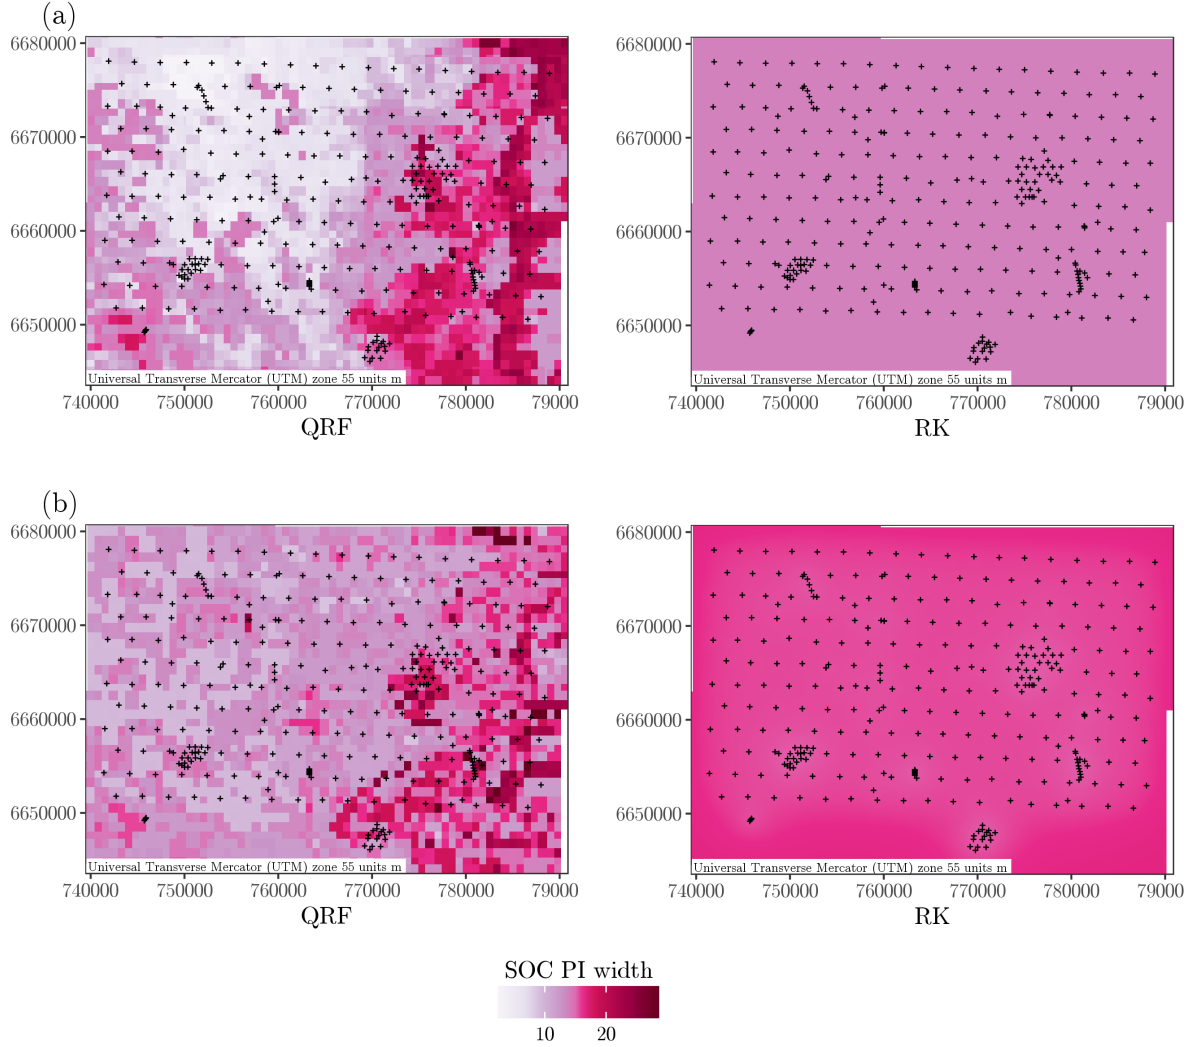 (a)
6680000
6670000
6660000
6650000
Universal Transverse Mercator (UTM) zone 55 units m
740000 750000 760000 770000 780000 79000
QRF
6680000
6670000
6660000
6650000
Universal Transverse Mercator (UTM) zone 55 units m
740000 750000 760000 770000 780000 79000
RK
(b)
6680000
6670000
6660000
6650000
Universal Transverse Mercator (UTM) zone 55 units m
740000 750000 760000 770000 780000 79000
QRF
6680000
6670000
6660000
6650000
Universal Transverse Mercator (UTM) zone 55 units m
740000 750000 760000 770000 780000 79000
RK
SOC PI width
10 20